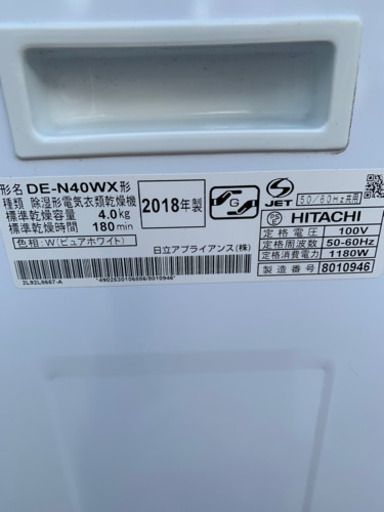 形名 DE-N40WX形
種類 除湿形電気衣類乾燥機
標準乾燥容量 4.0kg
標準乾燥時間 180min
色相:W(ピュアホワイト)
2018年製
G
JET
50/60Hz共用
HITACHI
定格電圧 100V
定格周波数 50-60Hz
定格消費電力 1180W
製造番号 8010946
日立アプライアンス(株)
*4902530106886/8010946*